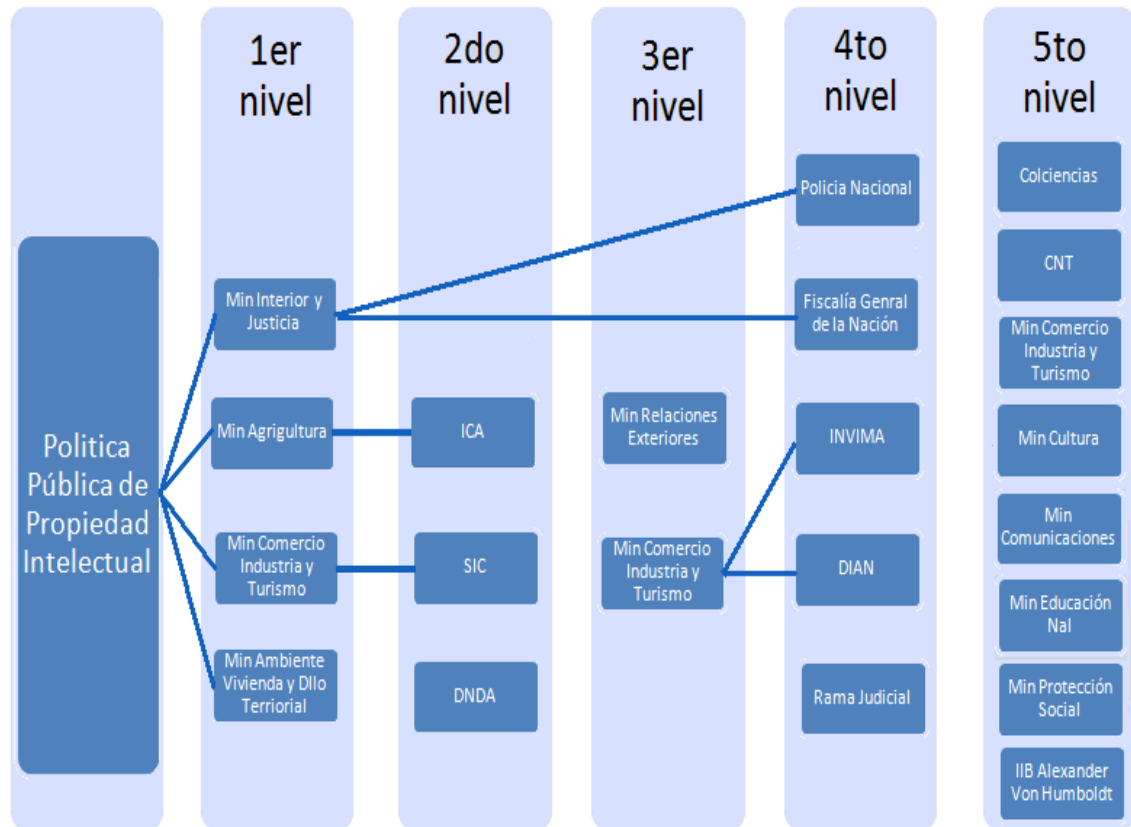 1er
nivel
2do
nivel
3er
nivel
4to
nivel
5to
nivel
Politica
Pública de
Propiedad
Intelectual
Min Interior y
Justicia
Min Agrigultura
Min Comercio
Industria y
Turismo
Min Ambiente
Vivienda y Dllo
Terriorial
ICA
SIC
DNDA
Min Relaciones
Exteriores
Min Comercio
Industria y
Turismo
Policia Nacional
Fiscalía Genral
de la Nación
INVIMA
DIAN
Rama Judicial
Colciencias
CNT
Min Comercio
Industria y
Turismo
Min Cultura
Min
Comunicaciones
Min Educación
Nal
Min Protección
Social
IIB Alexander
Von Humboldt